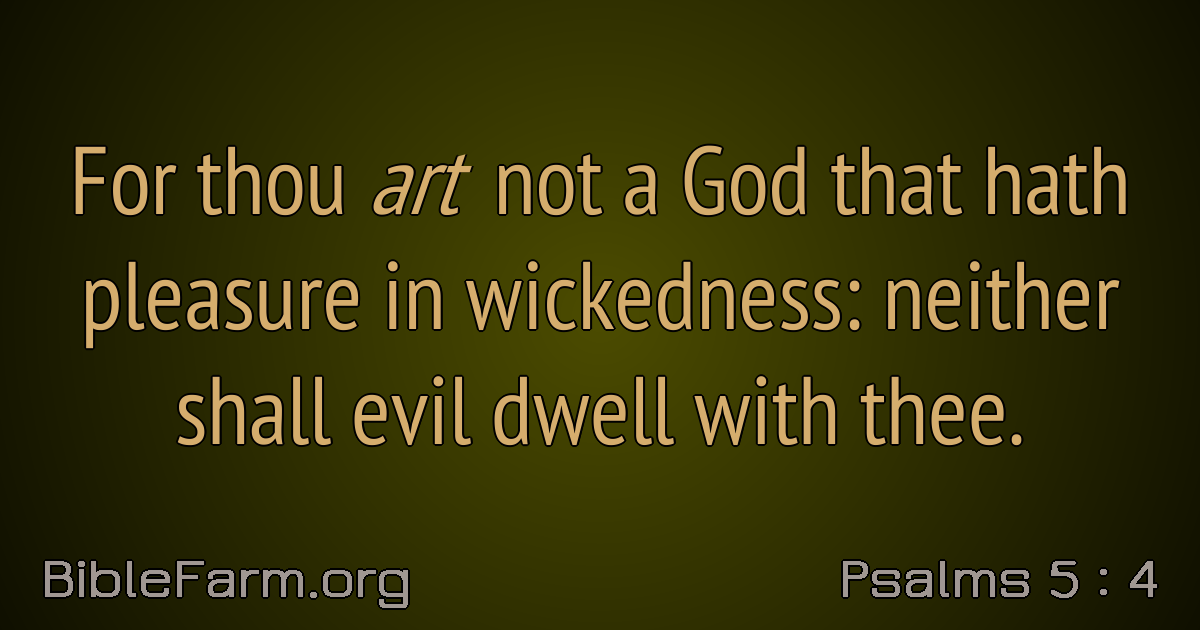 For thou art not a God that hath
pleasure in wickedness: neither
shall evil dwell with thee.
BibleFarm.org
Psalms 5 : 4